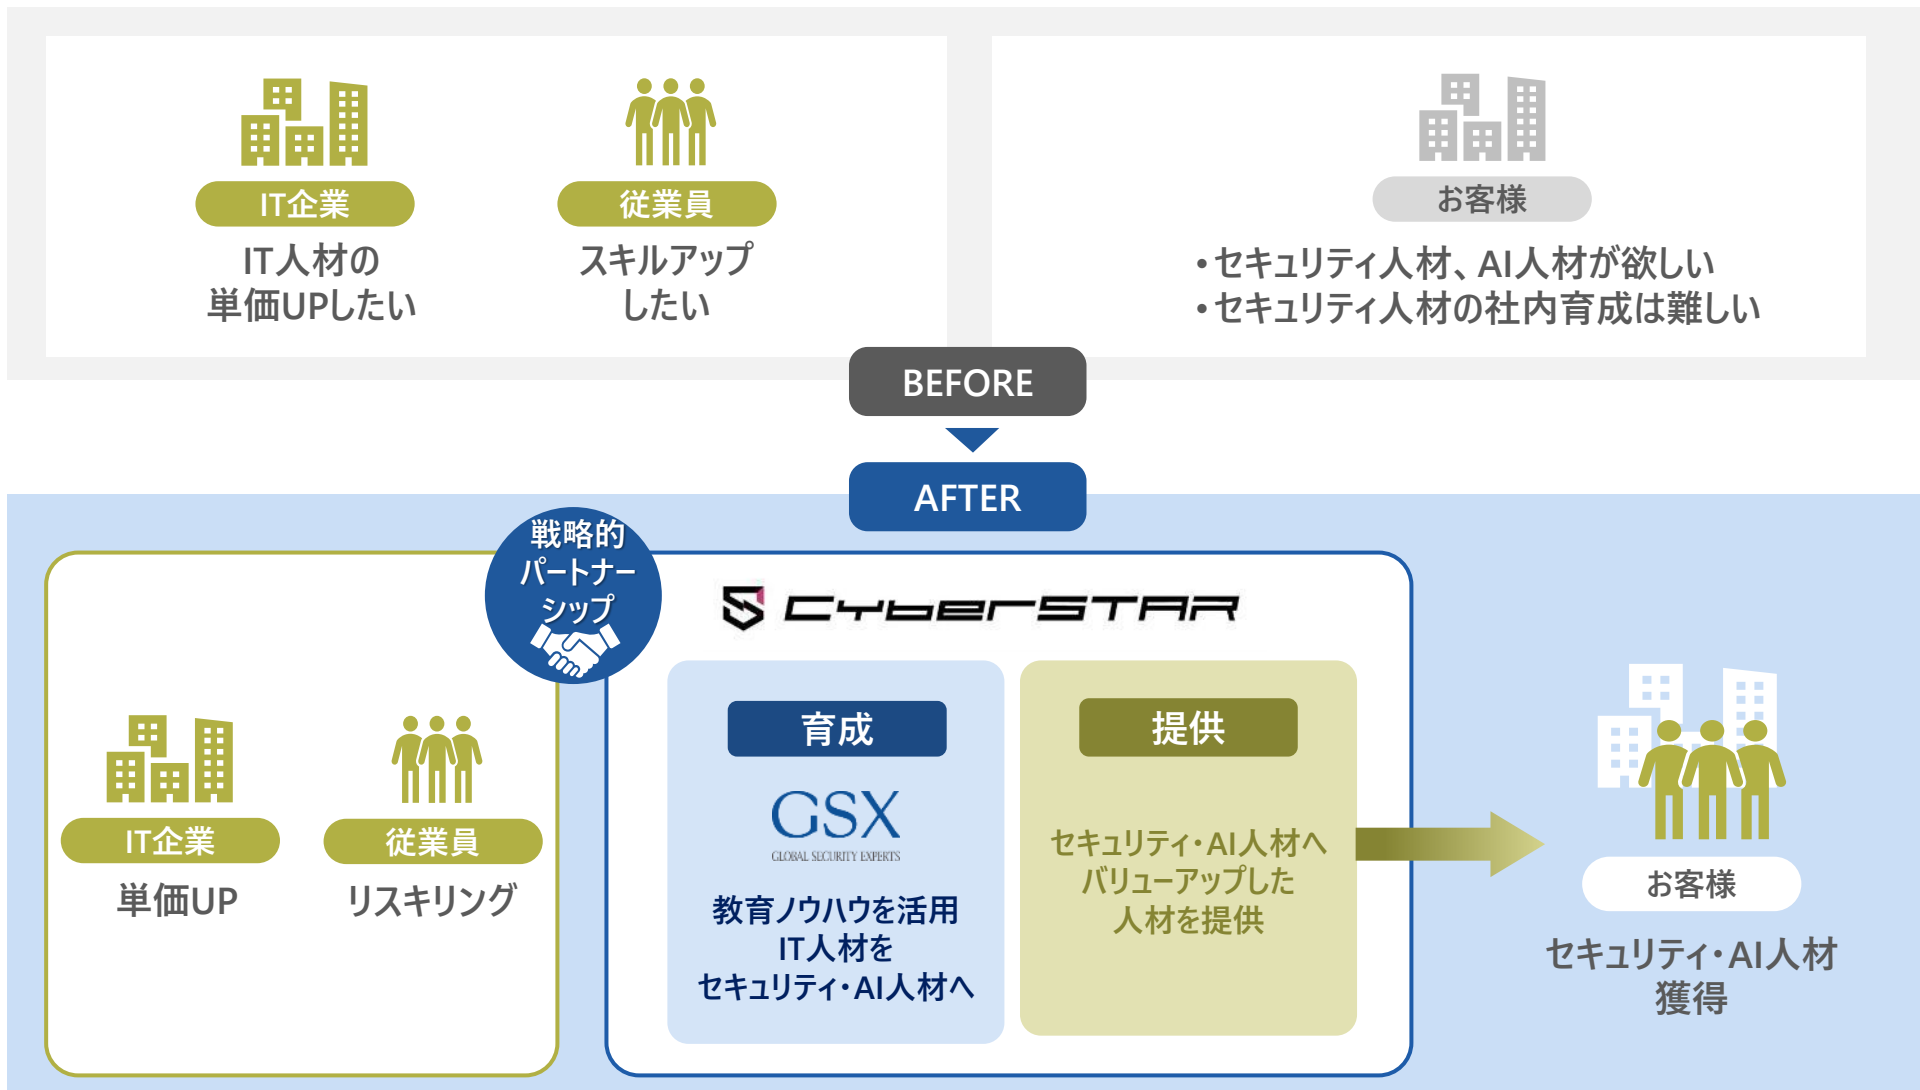 IT企業
IT人材の
単価UPしたい
従業員
スキルアップ
したい
お客様
・セキュリティ人材、AI人材が欲しい
・セキュリティ人材の社内育成は難しい
BEFORE
AFTER
戦略的
パートナー
シップ
IT企業
単価UP
従業員
リスキリング
CyberSTAR
育成
GSX
GLOBAL SECURITY EXPERTS
教育ノウハウを活用
IT人材を
セキュリティ・AI人材へ
提供
セキュリティ・AI人材へ
バリューアップした
人材を提供
お客様
セキュリティ・AI人材
獲得